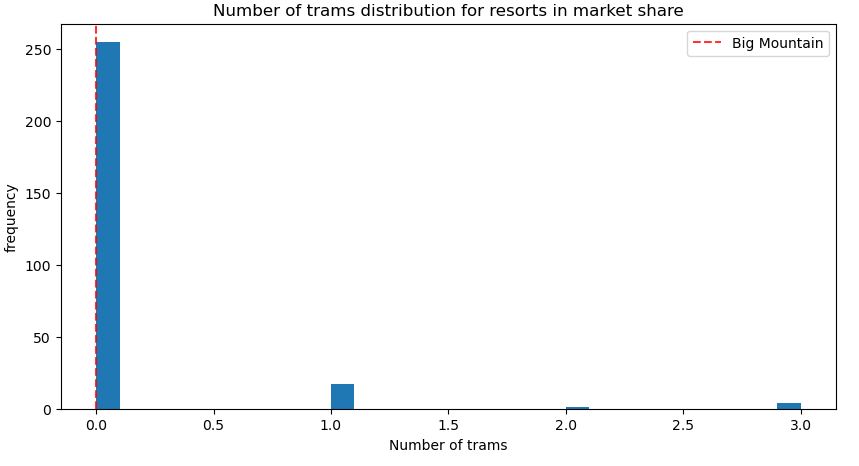 Number of trams distribution for resorts in market share
Big Mountain
250
200
150
100
50
0
frequency
0.0 0.5 1.0 1.5 2.0 2.5 3.0
Number of trams